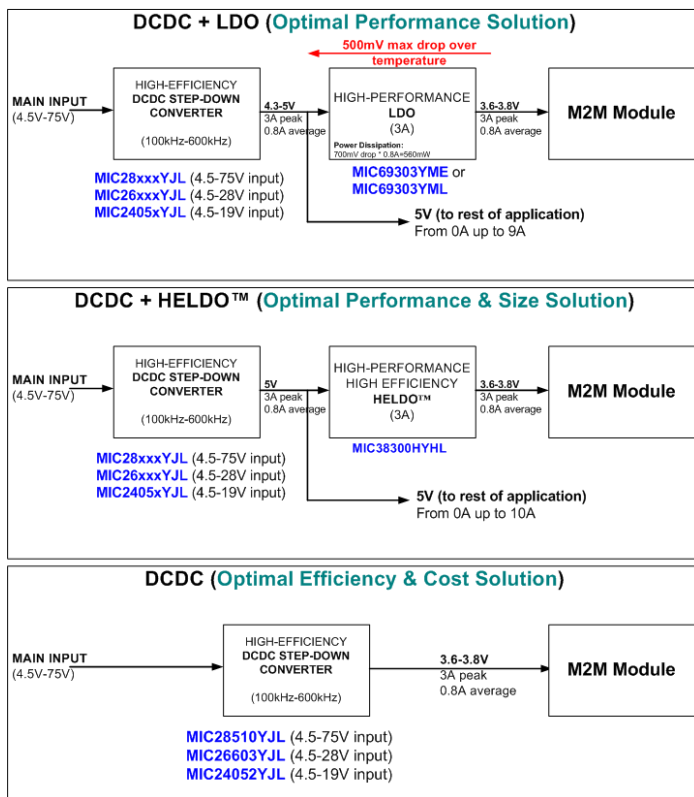 DCDC + LDO (Optimal Performance Solution)
500mV max drop over
temperature
MAIN INPUT
(4.5V-75V)
HIGH-EFFICIENCY
DCDC STEP-DOWN
CONVERTER
(100kHz-600kHz)
4.3-5V
3A peak
0.8A average
HIGH-PERFORMANCE
LDO
(3A)
Power Dissipation:
700mV drop * 0.8A=560mW
3.6-3.8V
3A peak
0.8A average
M2M Module
MIC28xxxYJL (4.5-75V input)
MIC26xxxYJL (4.5-28V input)
MIC2405xYJL (4.5-19V input)
MIC69303YME or
MIC69303YML
5V (to rest of application)
From 0A up to 9A
DCDC + HELDO™ (Optimal Performance & Size Solution)
MAIN INPUT
(4.5V-75V)
HIGH-EFFICIENCY
DCDC STEP-DOWN
CONVERTER
(100kHz-600kHz)
5V
3A peak
0.8A average
HIGH-PERFORMANCE
HIGH EFFICIENCY
HELDO™
(3A)
3.6-3.8V
3A peak
0.8A average
M2M Module
MIC38300HYHL
MIC28xxxYJL (4.5-75V input)
MIC26xxxYJL (4.5-28V input)
MIC2405xYJL (4.5-19V input)
5V (to rest of application)
From 0A up to 10A
DCDC (Optimal Efficiency & Cost Solution)
MAIN INPUT
(4.5V-75V)
HIGH-EFFICIENCY
DCDC STEP-DOWN
CONVERTER
(100kHz-600kHz)
3.6-3.8V
3A peak
0.8A average
M2M Module
MIC28510YJL (4.5-75V input)
MIC26603YJL (4.5-28V input)
MIC24052YJL (4.5-19V input)